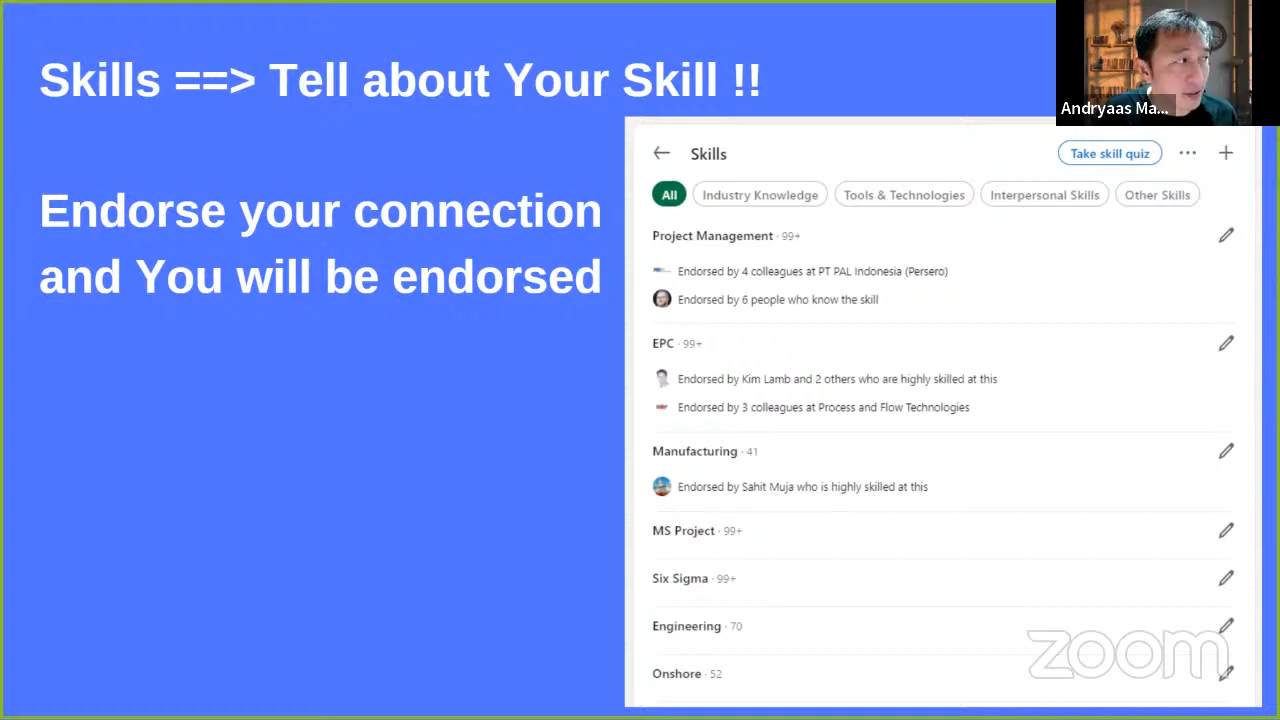 Skills ==> Tell about Your Skill !!
Andryaas Ma...
Endorse your connection
and You will be endorsed
Skills
Take skill quiz
All
Industry Knowledge
Tools & Technologies
Interpersonal Skills
Other Skills
Project Management · 99+
Endorsed by 4 colleagues at PT PAL Indonesia (Persero)
Endorsed by 6 people who know the skill
EPC · 99+
Endorsed by Kim Lamb and 2 others who are highly skilled at this
Endorsed by 3 colleagues at Process and Flow Technologies
Manufacturing · 41
Endorsed by Sahit Muja who is highly skilled at this
MS Project · 99+
Six Sigma · 99+
Engineering · 70
Onshore · 52
zoom